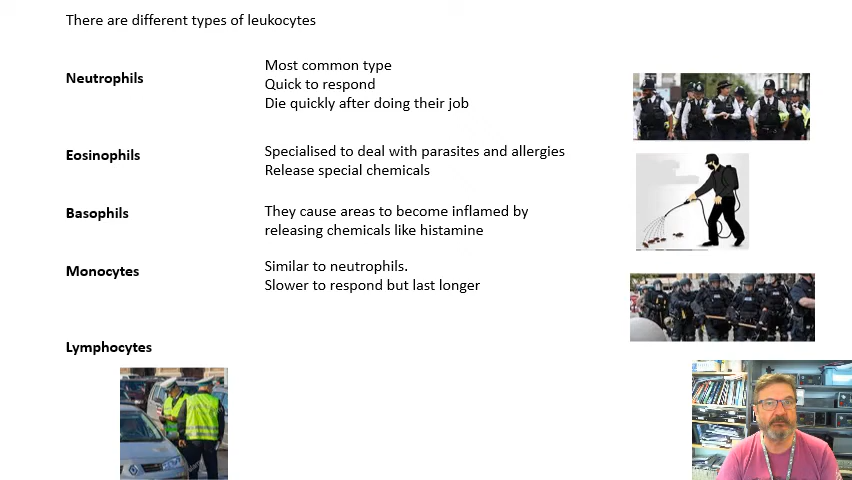 There are different types of leukocytes
Neutrophils
Most common type
Quick to respond
Die quickly after doing their job
Eosinophils
Specialised to deal with parasites and allergies
Release special chemicals
Basophils
They cause areas to become inflamed by
releasing chemicals like histamine
Monocytes
Similar to neutrophils.
Slower to respond but last longer
Lymphocytes